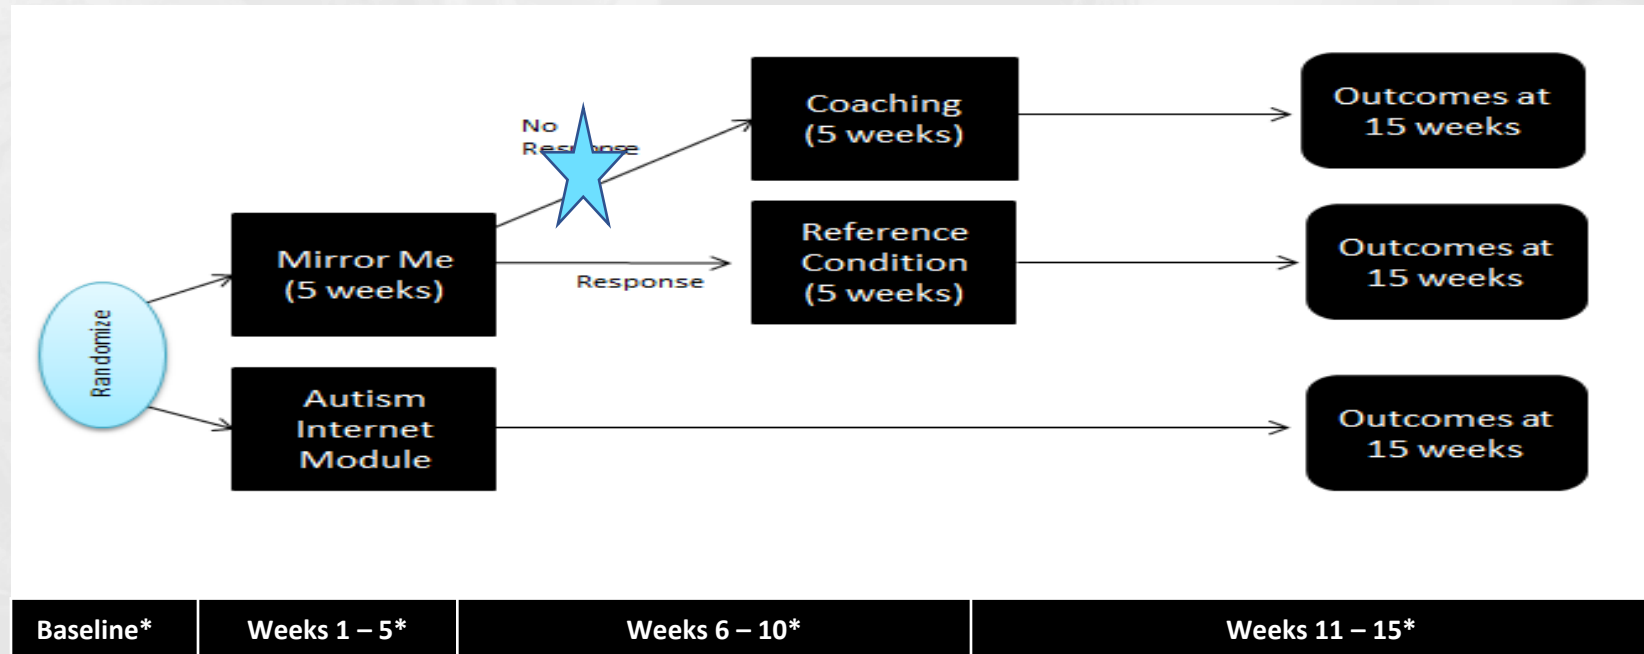 Randomize
Mirror Me
(5 weeks)
Autism
Internet
Module
No
Response
Response
Coaching
(5 weeks)
Reference
Condition
(5 weeks)
Outcomes at
15 weeks
Outcomes at
15 weeks
Outcomes at
15 weeks
Baseline*
Weeks 1 – 5*
Weeks 6 – 10*
Weeks 11 – 15*